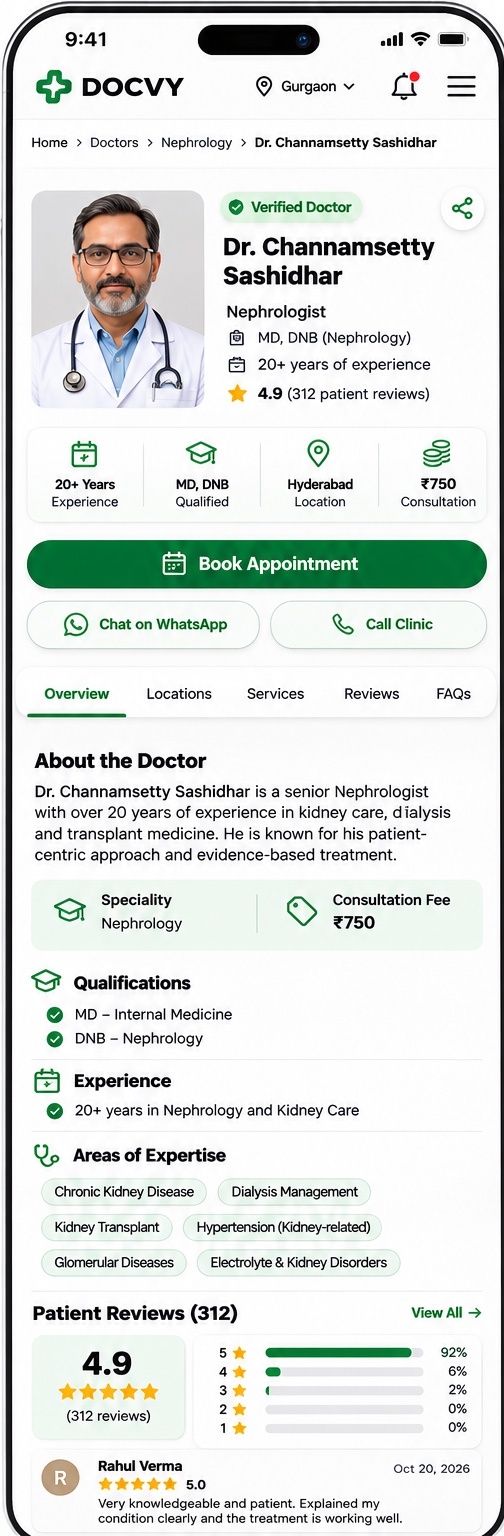 9:41
DOCVY
Gurgaon
Home > Doctors > Nephrology > Dr. Channamsetty Sashidhar
Verified Doctor
Dr. Channamsetty
Sashidhar
Nephrologist
MD, DNB (Nephrology)
20+ years of experience
4.9 (312 patient reviews)
20+ Years
Experience
MD, DNB
Qualified
Hyderabad
Location
₹750
Consultation
Book Appointment
Chat on WhatsApp
Call Clinic
Overview Locations Services Reviews FAQs
About the Doctor
Dr. Channamsetty Sashidhar is a senior Nephrologist
with over 20 years of experience in kidney care, dialysis
and transplant medicine. He is known for his patient-
centric approach and evidence-based treatment.
Speciality
Nephrology
Consultation Fee
₹750
Qualifications
MD – Internal Medicine
DNB – Nephrology
Experience
20+ years in Nephrology and Kidney Care
Areas of Expertise
Chronic Kidney Disease
Dialysis Management
Kidney Transplant
Hypertension (Kidney-related)
Glomerular Diseases
Electrolyte & Kidney Disorders
Patient Reviews (312)
View All →
4.9
(312 reviews)
5 92%
4 6%
3 2%
2 0%
1 0%
R
Rahul Verma
Oct 20, 2026
5.0
Very knowledgeable and patient. Explained my
condition clearly and the treatment is working well.